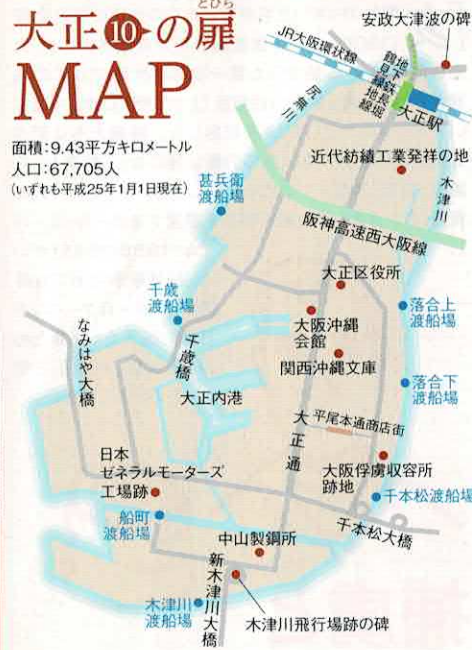 大正⑩の扉
とびら
MAP
面積：9.43平方キロメートル
人口：67,705人
(いずれも平成25年1月1日現在)
安政大津波の碑
JR大阪環状線
地下鉄長堀
鶴見緑地線
大正駅
尻無川
近代紡績工業発祥の地
木津川
甚兵衛
渡船場
阪神高速西大阪線
大正区役所
千歳
渡船場
落合上
渡船場
大阪沖縄
会館
なみはや大橋
千歳橋
関西沖縄文庫
大正内港
落合下
渡船場
大正通
平尾本通商店街
日本
ゼネラルモーターズ
工場跡
大阪俘虜収容所
跡地
千本松渡船場
船町
渡船場
千本松大橋
中山製鋼所
新木津川大橋
木津川
渡船場
木津川飛行場跡の碑